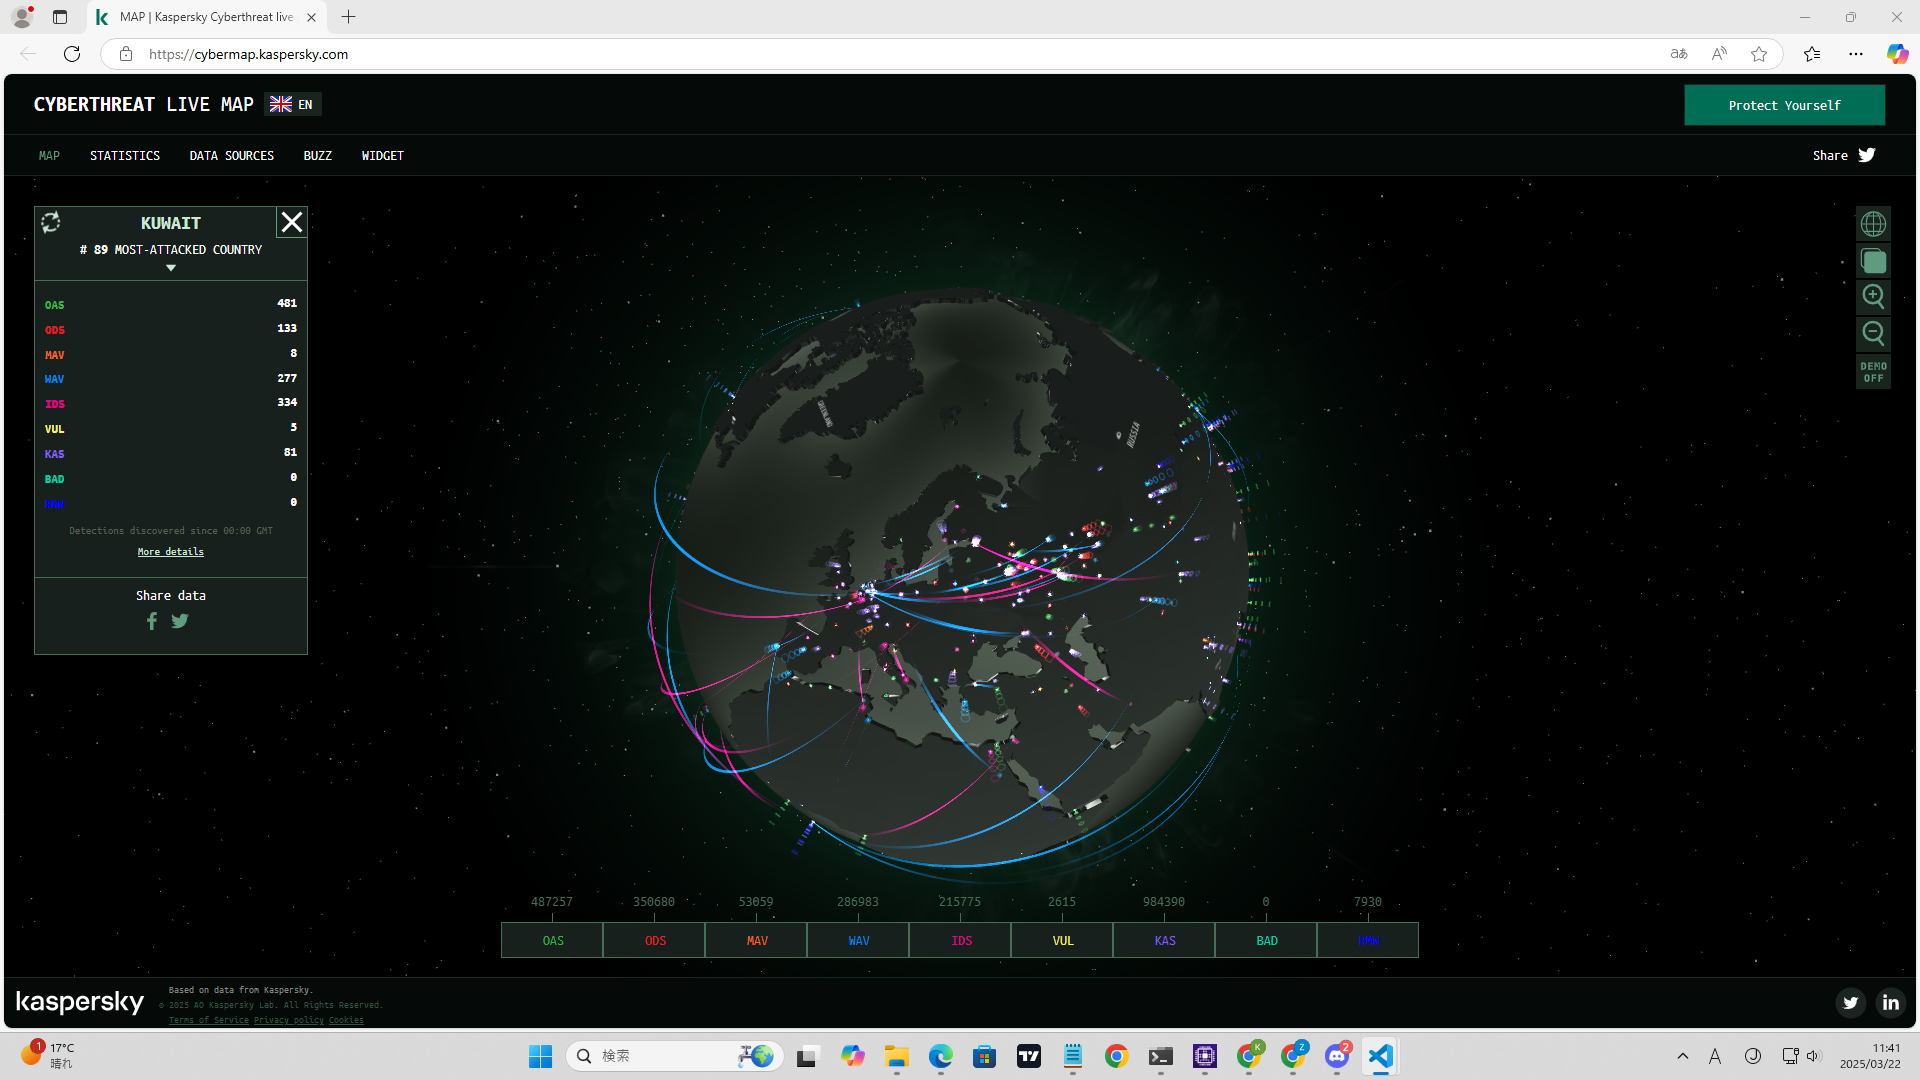 MAP | Kaspersky Cyberthreat live
https://cybermap.kaspersky.com
CYBERTHREAT LIVE MAP EN
Protect Yourself
MAP STATISTICS DATA SOURCES BUZZ WIDGET
Share
KUWAIT
# 89 MOST-ATTACKED COUNTRY
OAS 481
ODS 133
MAV 8
WAV 277
IDS 334
VUL 5
KAS 81
BAD 0
RMW 0
Detections discovered since 00:00 GMT
More details
Share data
DEMO
OFF
GREENLAND
RUSSIA
487257 350680 53059 286983 215775 2615 984390 0 7930
OAS ODS MAV WAV IDS VUL KAS BAD RMW
kaspersky
Based on data from Kaspersky.
© 2025 AO Kaspersky Lab. All Rights Reserved.
Terms of Service Privacy policy Cookies
1
17°C
晴れ
検索
K
Z
2
A
11:41
2025/03/22